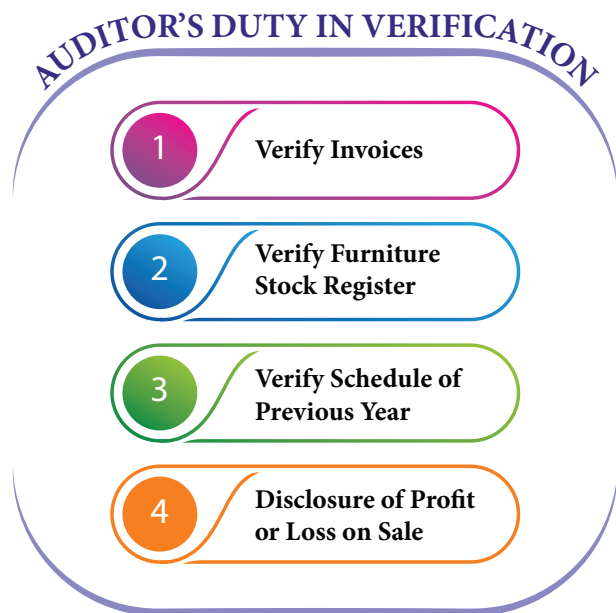 AUDITOR'S DUTY IN VERIFICATION
1
Verify Invoices
2
Verify Furniture
Stock Register
3
Verify Schedule of
Previous Year
4
Disclosure of Profit
or Loss on Sale